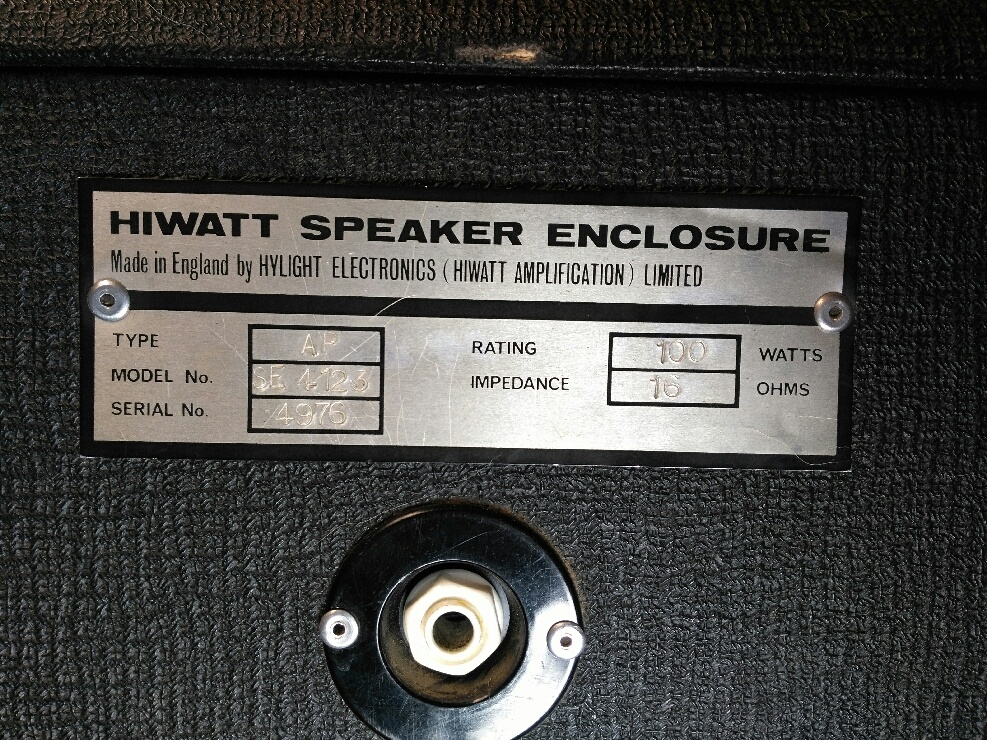 HIWATT SPEAKER ENCLOSURE
Made in England by HYLIGHT ELECTRONICS (HIWATT AMPLIFICATION) LIMITED
TYPE AP
MODEL No. SE 4123
SERIAL No. 4976
RATING 100 WATTS
IMPEDANCE 16 OHMS